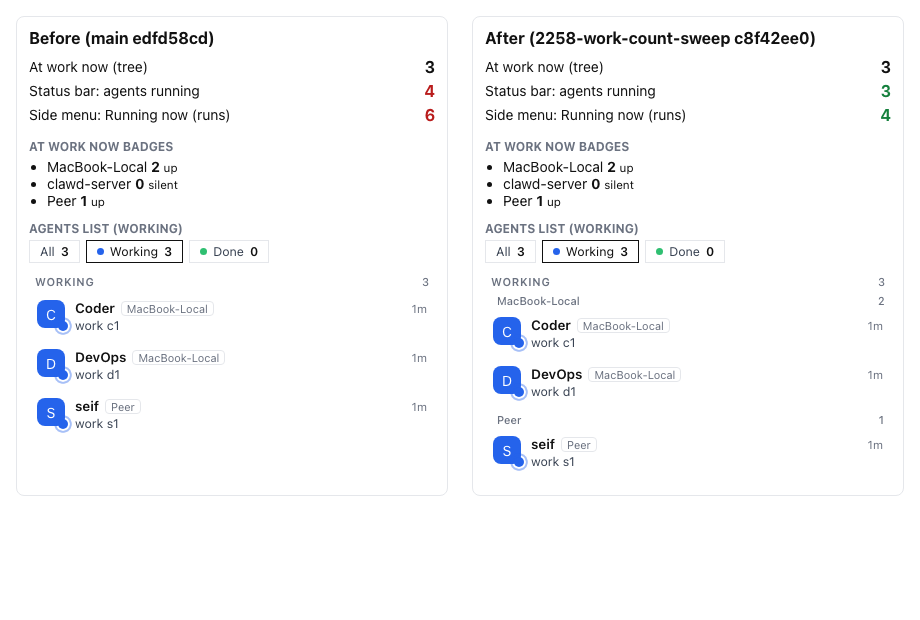 Before (main edfd58cd)
At work now (tree) 3
Status bar: agents running 4
Side menu: Running now (runs) 6
AT WORK NOW BADGES
• MacBook-Local 2 up
• clawd-server 0 silent
• Peer 1 up
AGENTS LIST (WORKING)
All 3 Working 3 Done 0
WORKING 3
C Coder MacBook-Local 1m
work c1
D DevOps MacBook-Local 1m
work d1
S seif Peer 1m
work s1
After (2258-work-count-sweep c8f42ee0)
At work now (tree) 3
Status bar: agents running 3
Side menu: Running now (runs) 4
AT WORK NOW BADGES
• MacBook-Local 2 up
• clawd-server 0 silent
• Peer 1 up
AGENTS LIST (WORKING)
All 3 Working 3 Done 0
WORKING 3
MacBook-Local 2
C Coder MacBook-Local 1m
work c1
D DevOps MacBook-Local 1m
work d1
Peer 1
S seif Peer 1m
work s1